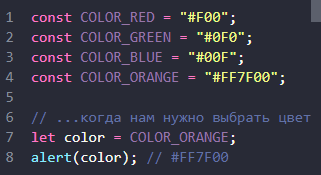 1 const COLOR_RED = "#F00";
2 const COLOR_GREEN = "#0F0";
3 const COLOR_BLUE = "#00F";
4 const COLOR_ORANGE = "#FF7F00";
5
6 // ...когда нам нужно выбрать цвет
7 let color = COLOR_ORANGE;
8 alert(color); // #FF7F00